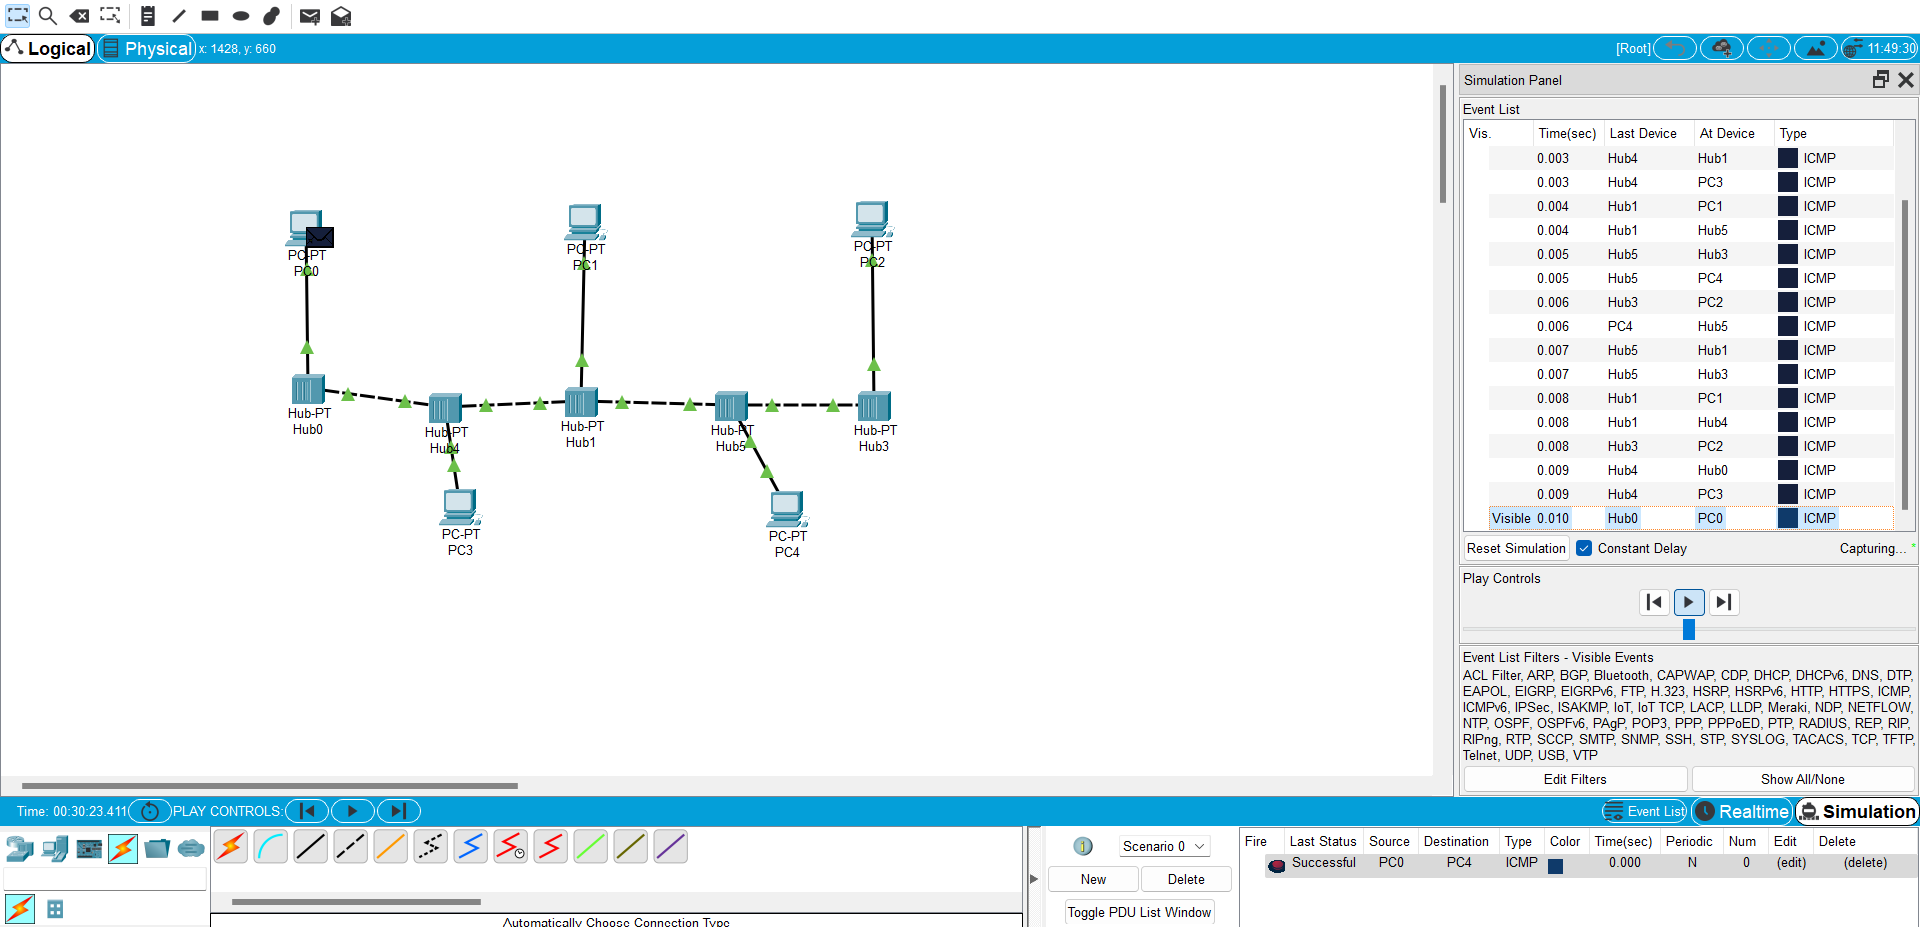 Logical Physical x: 1428, y: 660 [Root] 11:49:30
Simulation Panel
Event List
Vis. Time(sec) Last Device At Device Type
0.003 Hub4 Hub1 ICMP
0.003 Hub4 PC3 ICMP
0.004 Hub1 PC1 ICMP
0.004 Hub1 Hub5 ICMP
0.005 Hub5 Hub3 ICMP
0.005 Hub5 PC4 ICMP
0.006 Hub3 PC2 ICMP
0.006 PC4 Hub5 ICMP
0.007 Hub5 Hub1 ICMP
0.007 Hub5 Hub3 ICMP
0.008 Hub1 PC1 ICMP
0.008 Hub1 Hub4 ICMP
0.008 Hub3 PC2 ICMP
0.009 Hub4 Hub0 ICMP
0.009 Hub4 PC3 ICMP
Visible 0.010 Hub0 PC0 ICMP
Reset Simulation Constant Delay Capturing... *
Play Controls
Event List Filters - Visible Events
ACL Filter, ARP, BGP, Bluetooth, CAPWAP, CDP, DHCP, DHCPv6, DNS, DTP,
EAPOL, EIGRP, EIGRPv6, FTP, H.323, HSRP, HSRPv6, HTTP, HTTPS, ICMP,
ICMPv6, IPSec, ISAKMP, IoT, IoT TCP, LACP, LLDP, Meraki, NDP, NETFLOW,
NTP, OSPF, OSPFv6, PAgP, POP3, PPP, PPPoED, PTP, RADIUS, REP, RIP,
RIPng, RTP, SCCP, SMTP, SNMP, SSH, STP, SYSLOG, TACACS, TCP, TFTP,
Telnet, UDP, USB, VTP
Edit Filters Show All/None
PC-PT
PC0
PC-PT
PC1
PC-PT
PC2
Hub-PT
Hub0
Hub-PT
Hub4
Hub-PT
Hub1
Hub-PT
Hub5
Hub-PT
Hub3
PC-PT
PC3
PC-PT
PC4
Time: 00:30:23.411 PLAY CONTROLS: Event List Realtime Simulation
Automatically Choose Connection Type
1 Scenario 0
New Delete
Toggle PDU List Window
Fire Last Status Source Destination Type Color Time(sec) Periodic Num Edit Delete
Successful PC0 PC4 ICMP 0.000 N 0 (edit) (delete)